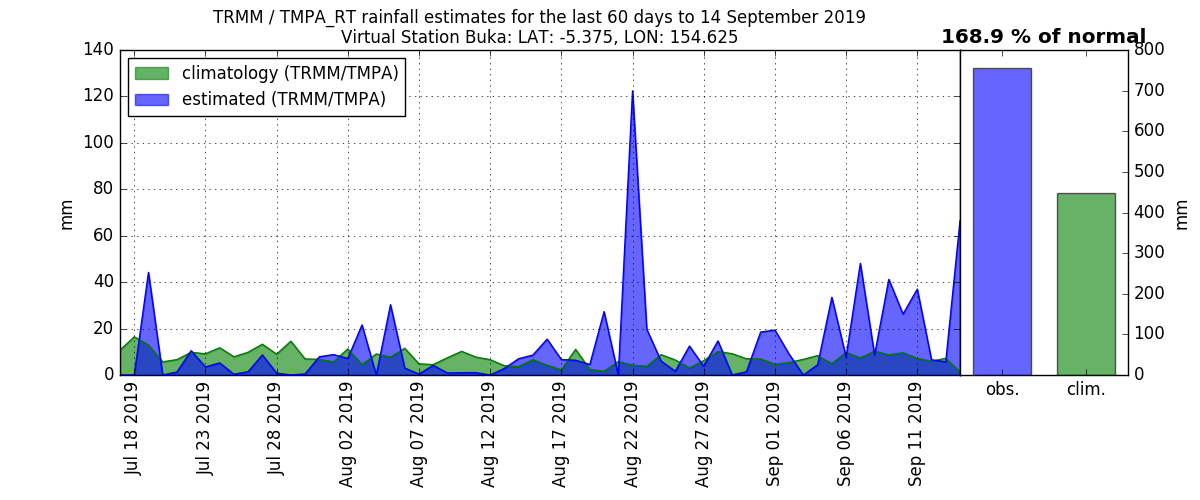 TRMM / TMPA_RT rainfall estimates for the last 60 days to 14 September 2019
Virtual Station Buka: LAT: -5.375, LON: 154.625
168.9 % of normal
climatology (TRMM/TMPA)
estimated (TRMM/TMPA)
140
120
100
80
60
40
20
0
mm
Jul 18 2019
Jul 23 2019
Jul 28 2019
Aug 02 2019
Aug 07 2019
Aug 12 2019
Aug 17 2019
Aug 22 2019
Aug 27 2019
Sep 01 2019
Sep 06 2019
Sep 11 2019
800
700
600
500
400
300
200
100
0
mm
obs.
clim.